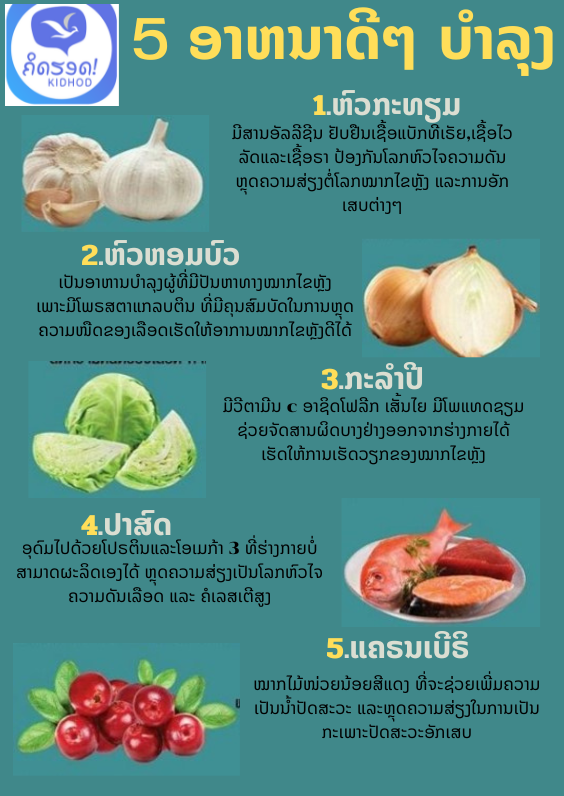 ຄິດຮອດ!
KIDHOD
5 ອາຫນາດີໆ ບຳລຸງ
1.ຫົວກະທຽມ
ມີສານອັລລິຊີນ ຢັບຢືນເຊື້ອແບັກທີເຣັຍ,ເຊື້ອໄວ
ລັດແລະເຊື້ອຣາ ປ້ອງກັນໂລກຫົວໃຈຄວາມດັນ
ຫຼຸດຄວາມສ່ຽງຕໍ່ໂລກໝາກໄຂຫຼັງ ແລະການອັກ
ເສບຕ່າງໆ
2.ຫົວຫອມບົວ
ເປັນອາຫານບຳລຸງຜູ້ທີ່ມີປັນຫາທາງໝາກໄຂຫຼັງ
ເພາະມີໂພຣສຕາແກລບຕິນ ທີ່ມີຄຸນສົມບັດໃນການຫຼຸດ
ຄວາມໜືດຂອງເລືອດເຮັດໃຫ້ອາການໝາກໄຂຫຼັງດີໄດ້
3.ກະລຳປີ
ມີວີຕາມີນ c ອາຊິດໂຟລີກ ເສັ້ນໄຍ ມີໂພແທດຊຽມ
ຊ່ວຍຈັດສານຜິດບາງຢ່າງອອກຈາກຮ່າງກາຍໄດ້
ເຮັດໃຫ້ການເຮັດວຽກຂອງໝາກໄຂຫຼັງ
4.ປາສົດ
ອຸດົມໄປດ້ວຍໂປຣຕິນແລະໂອເມກ້າ 3 ທີ່ຮ່າງກາຍບໍ່
ສາມາດຜະລິດເອງໄດ້ ຫຼຸດຄວາມສ່ຽງເປັນໂລກຫົວໃຈ
ຄວາມດັນເລືອດ ແລະ ຄໍເລສເຕີສູງ
5.ແຄຣນເບີຣິ
ໝາກໄມ້ໜ່ວຍນ້ອຍສີແດງ ທີ່ຈະຊ່ວຍເພີ່ມຄວາມ
ເປັນນ້ຳປັດສະວະ ແລະຫຼຸດຄວາມສ່ຽງໃນການເປັນ
ກະເພາະປັດສະວະອັກເສບ